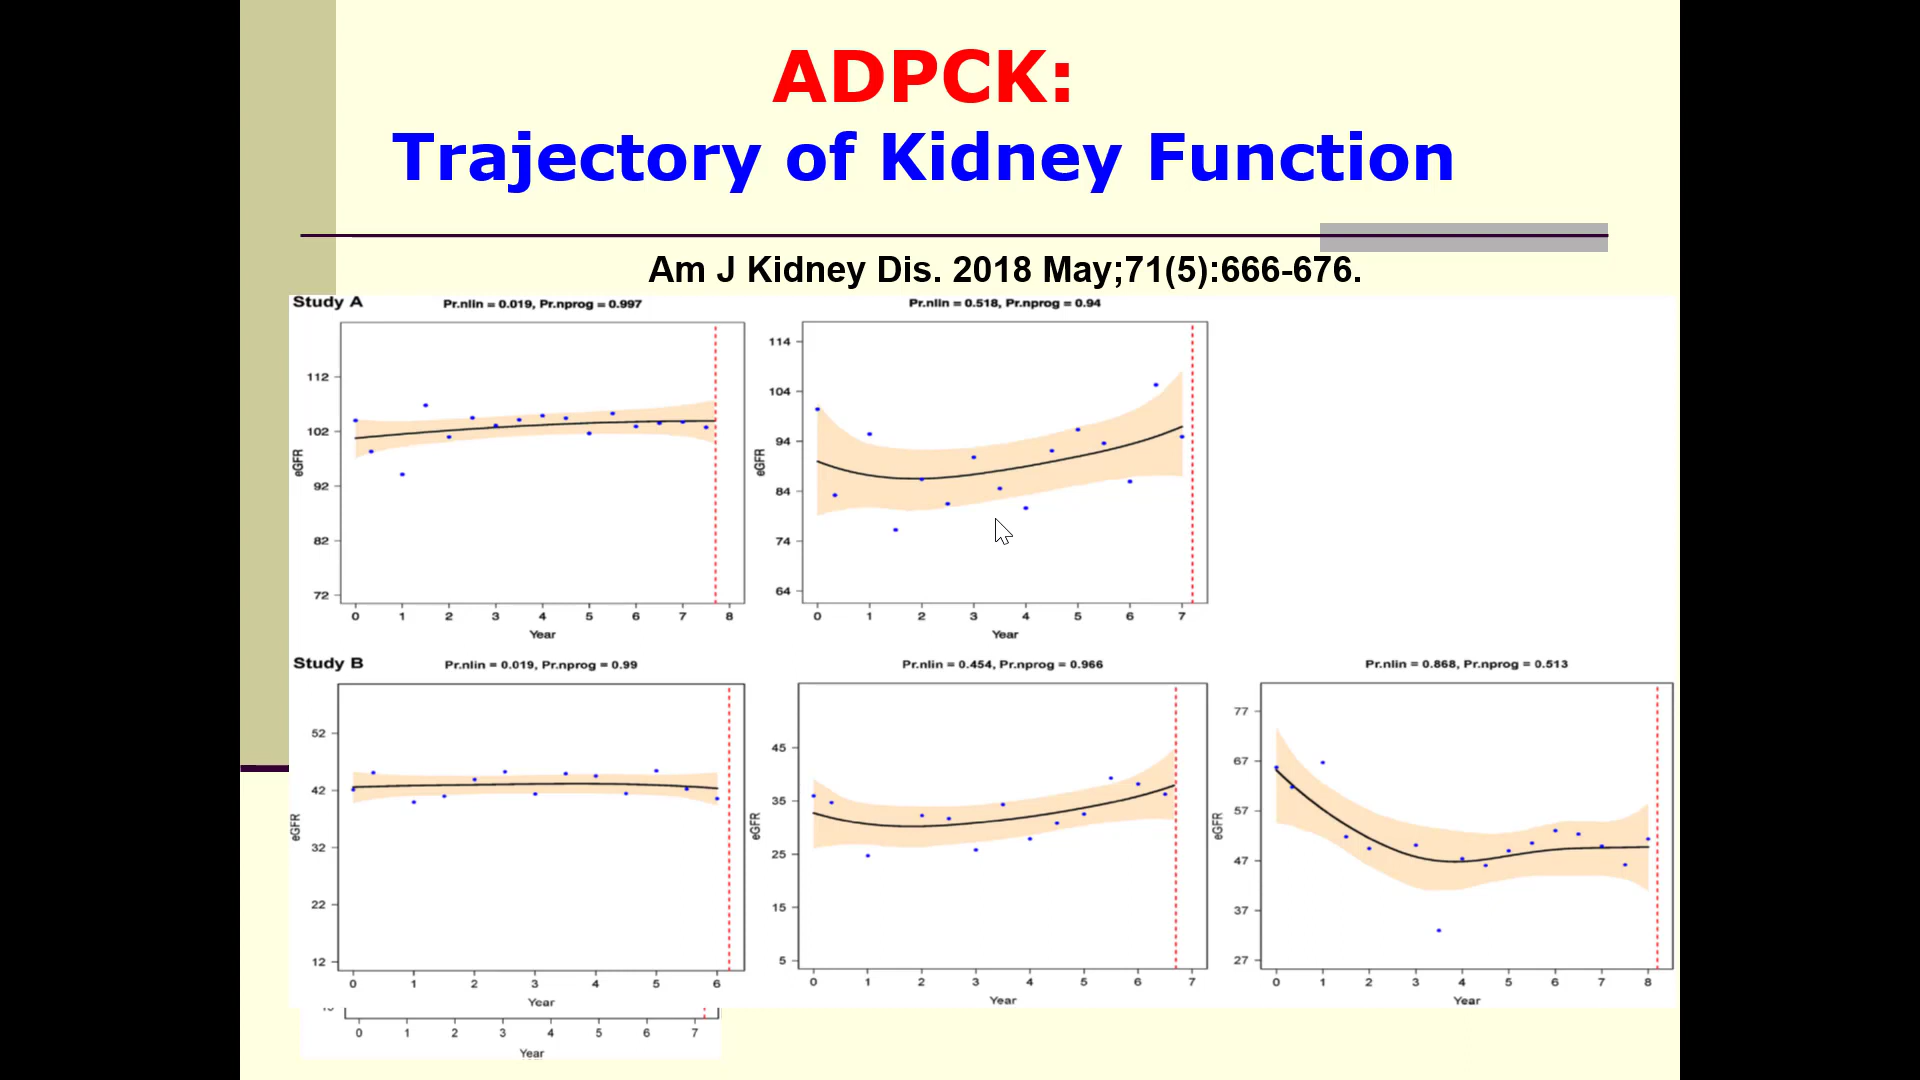 ADPCK:
Trajectory of Kidney Function
Am J Kidney Dis. 2018 May;71(5):666-676.
Study A
Pr.nlin = 0.019, Pr.nprog = 0.997
112
102
92
82
72
eGFR
0 1 2 3 4 5 6 7 8
Year
Pr.nlin = 0.518, Pr.nprog = 0.94
114
104
94
84
74
64
eGFR
0 1 2 3 4 5 6 7
Year
Study B
Pr.nlin = 0.019, Pr.nprog = 0.99
52
42
32
22
12
eGFR
0 1 2 3 4 5 6
Year
Pr.nlin = 0.454, Pr.nprog = 0.966
45
35
25
15
5
eGFR
0 1 2 3 4 5 6 7
Year
Pr.nlin = 0.868, Pr.nprog = 0.513
77
67
57
47
37
27
eGFR
0 1 2 3 4 5 6 7 8
Year
0 1 2 3 4 5 6 7
Year